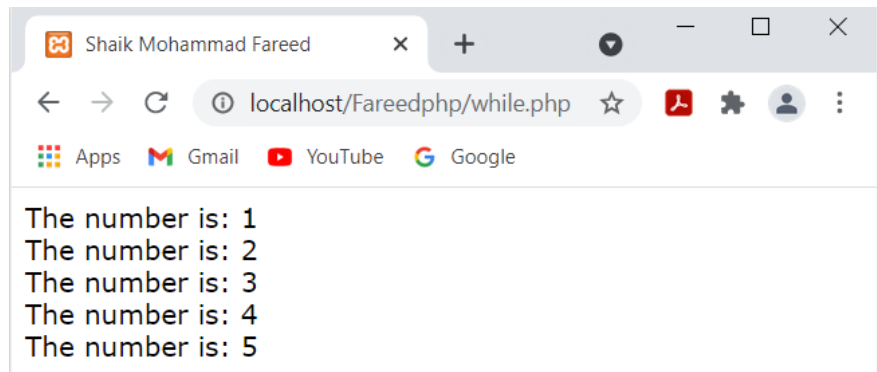 Shaik Mohammad Fareed
localhost/Fareedphp/while.php
Apps Gmail YouTube Google
The number is: 1
The number is: 2
The number is: 3
The number is: 4
The number is: 5